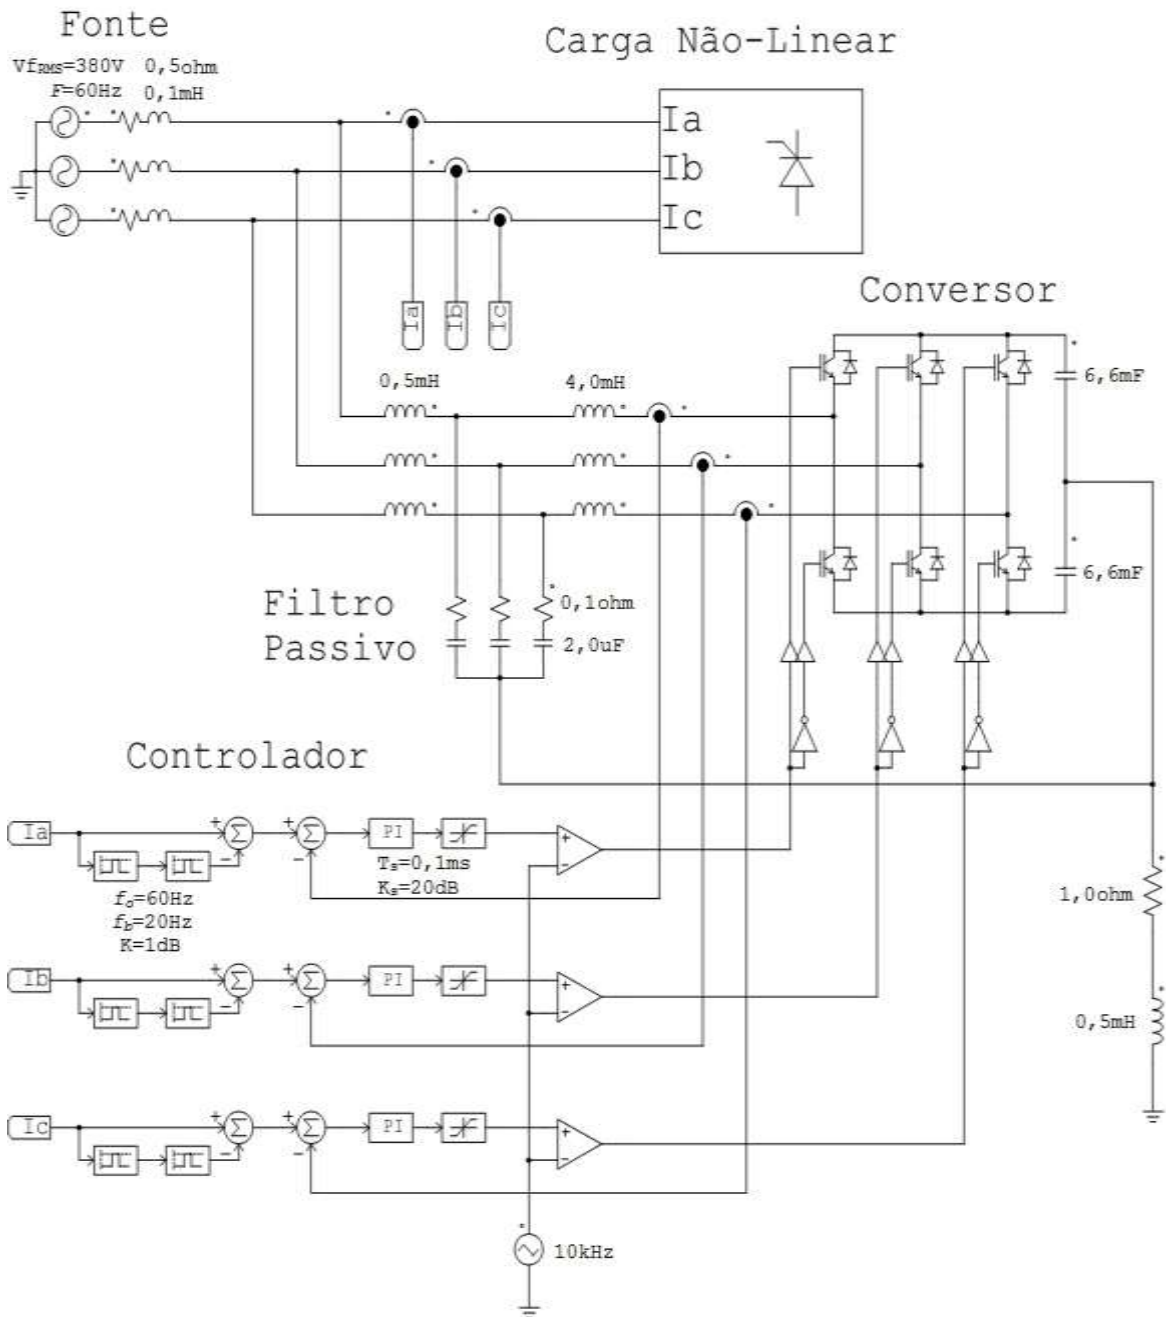 Fonte
VfRMS=380V 0,5ohm
F=60Hz 0,1mH
Carga Não-Linear
Ia
Ib
Ic
Ia
Ib
Ic
Conversor
0,5mH
4,0mH
6,6mF
6,6mF
Filtro
Passivo
0,1ohm
2,0uF
Controlador
Ia
+
-
+
-
PI
+
-
Ts=0,1ms
Ks=20dB
fo=60Hz
fb=20Hz
K=1dB
1,0ohm
Ib
+
-
+
-
PI
+
-
0,5mH
Ic
+
-
+
-
PI
+
-
10kHz